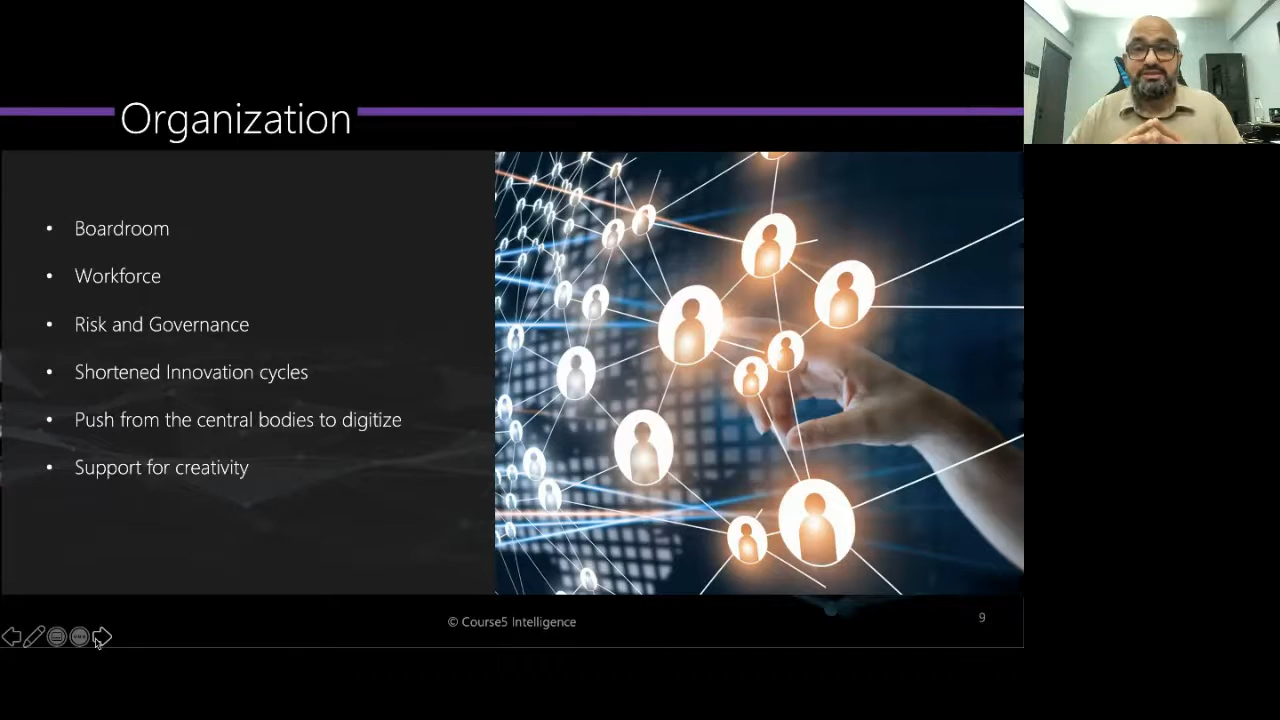 Organization
• Boardroom
• Workforce
• Risk and Governance
• Shortened Innovation cycles
• Push from the central bodies to digitize
• Support for creativity
© Course5 Intelligence
9